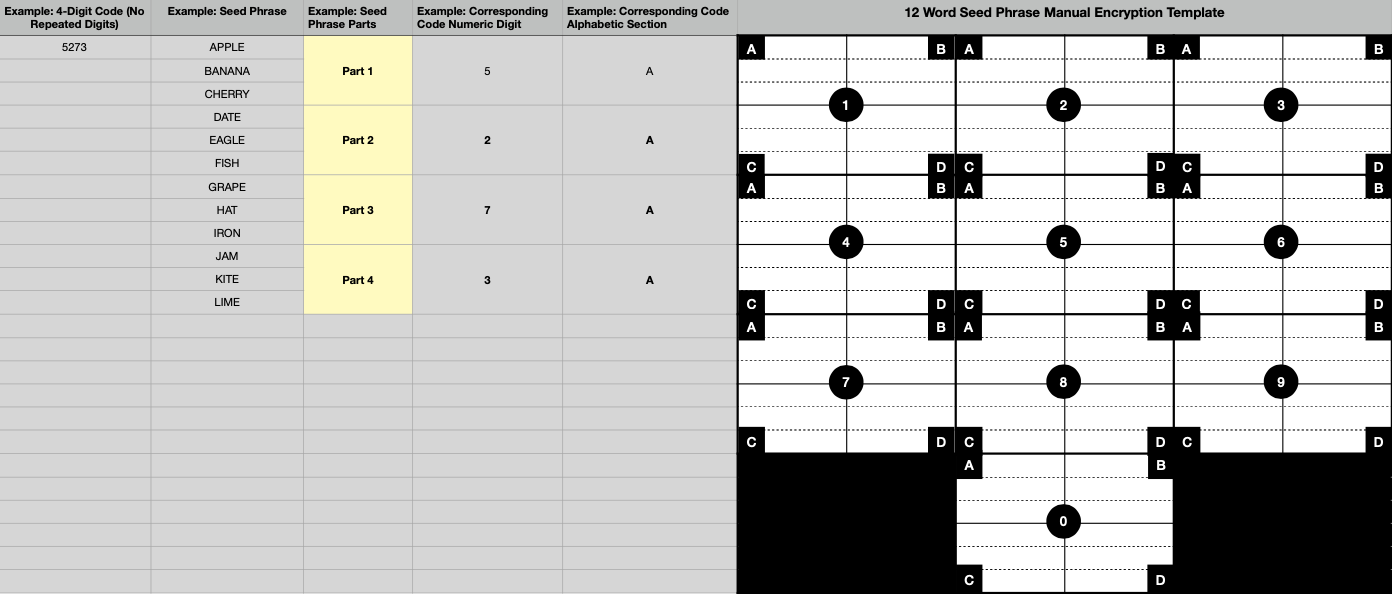 Example: 4-Digit Code (No Repeated Digits)
Example: Seed Phrase
Example: Seed Phrase Parts
Example: Corresponding Code Numeric Digit
Example: Corresponding Code Alphabetic Section
12 Word Seed Phrase Manual Encryption Template
5273
APPLE
BANANA
CHERRY
Part 1
5
A
DATE
EAGLE
FISH
Part 2
2
A
GRAPE
HAT
IRON
Part 3
7
A
JAM
KITE
LIME
Part 4
3
A
A B A B A B
1 2 3
C D C D C D
A B A B A B
4 5 6
C D C D C D
A B A B A B
7 8 9
C D C D C D
A B
0
C D